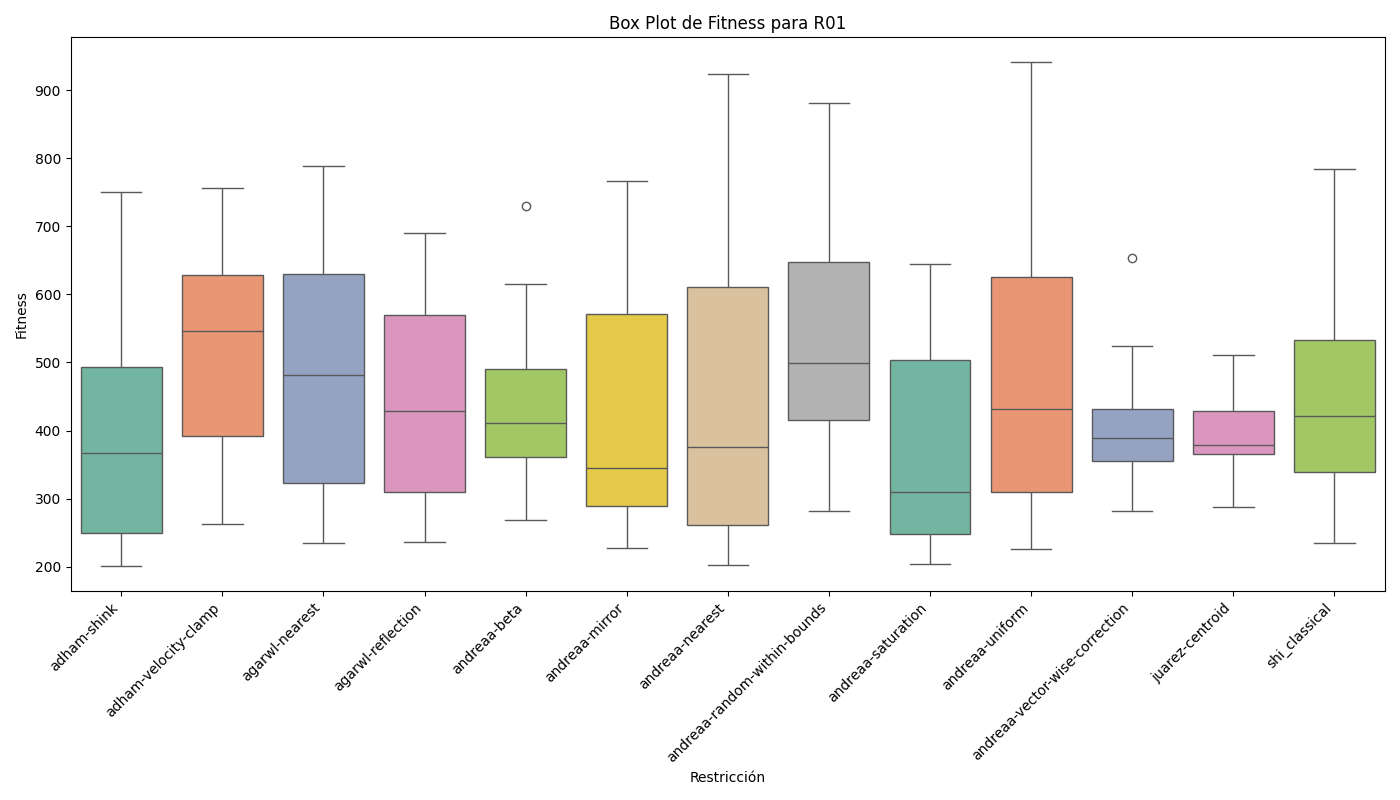 Box Plot de Fitness para R01
Fitness
900
800
700
600
500
400
300
200
adham-shink
adham-velocity-clamp
agarwl-nearest
agarwl-reflection
andreaa-beta
andreaa-mirror
andreaa-nearest
andreaa-random-within-bounds
andreaa-saturation
andreaa-uniform
andreaa-vector-wise-correction
juarez-centroid
shi_classical
Restricción